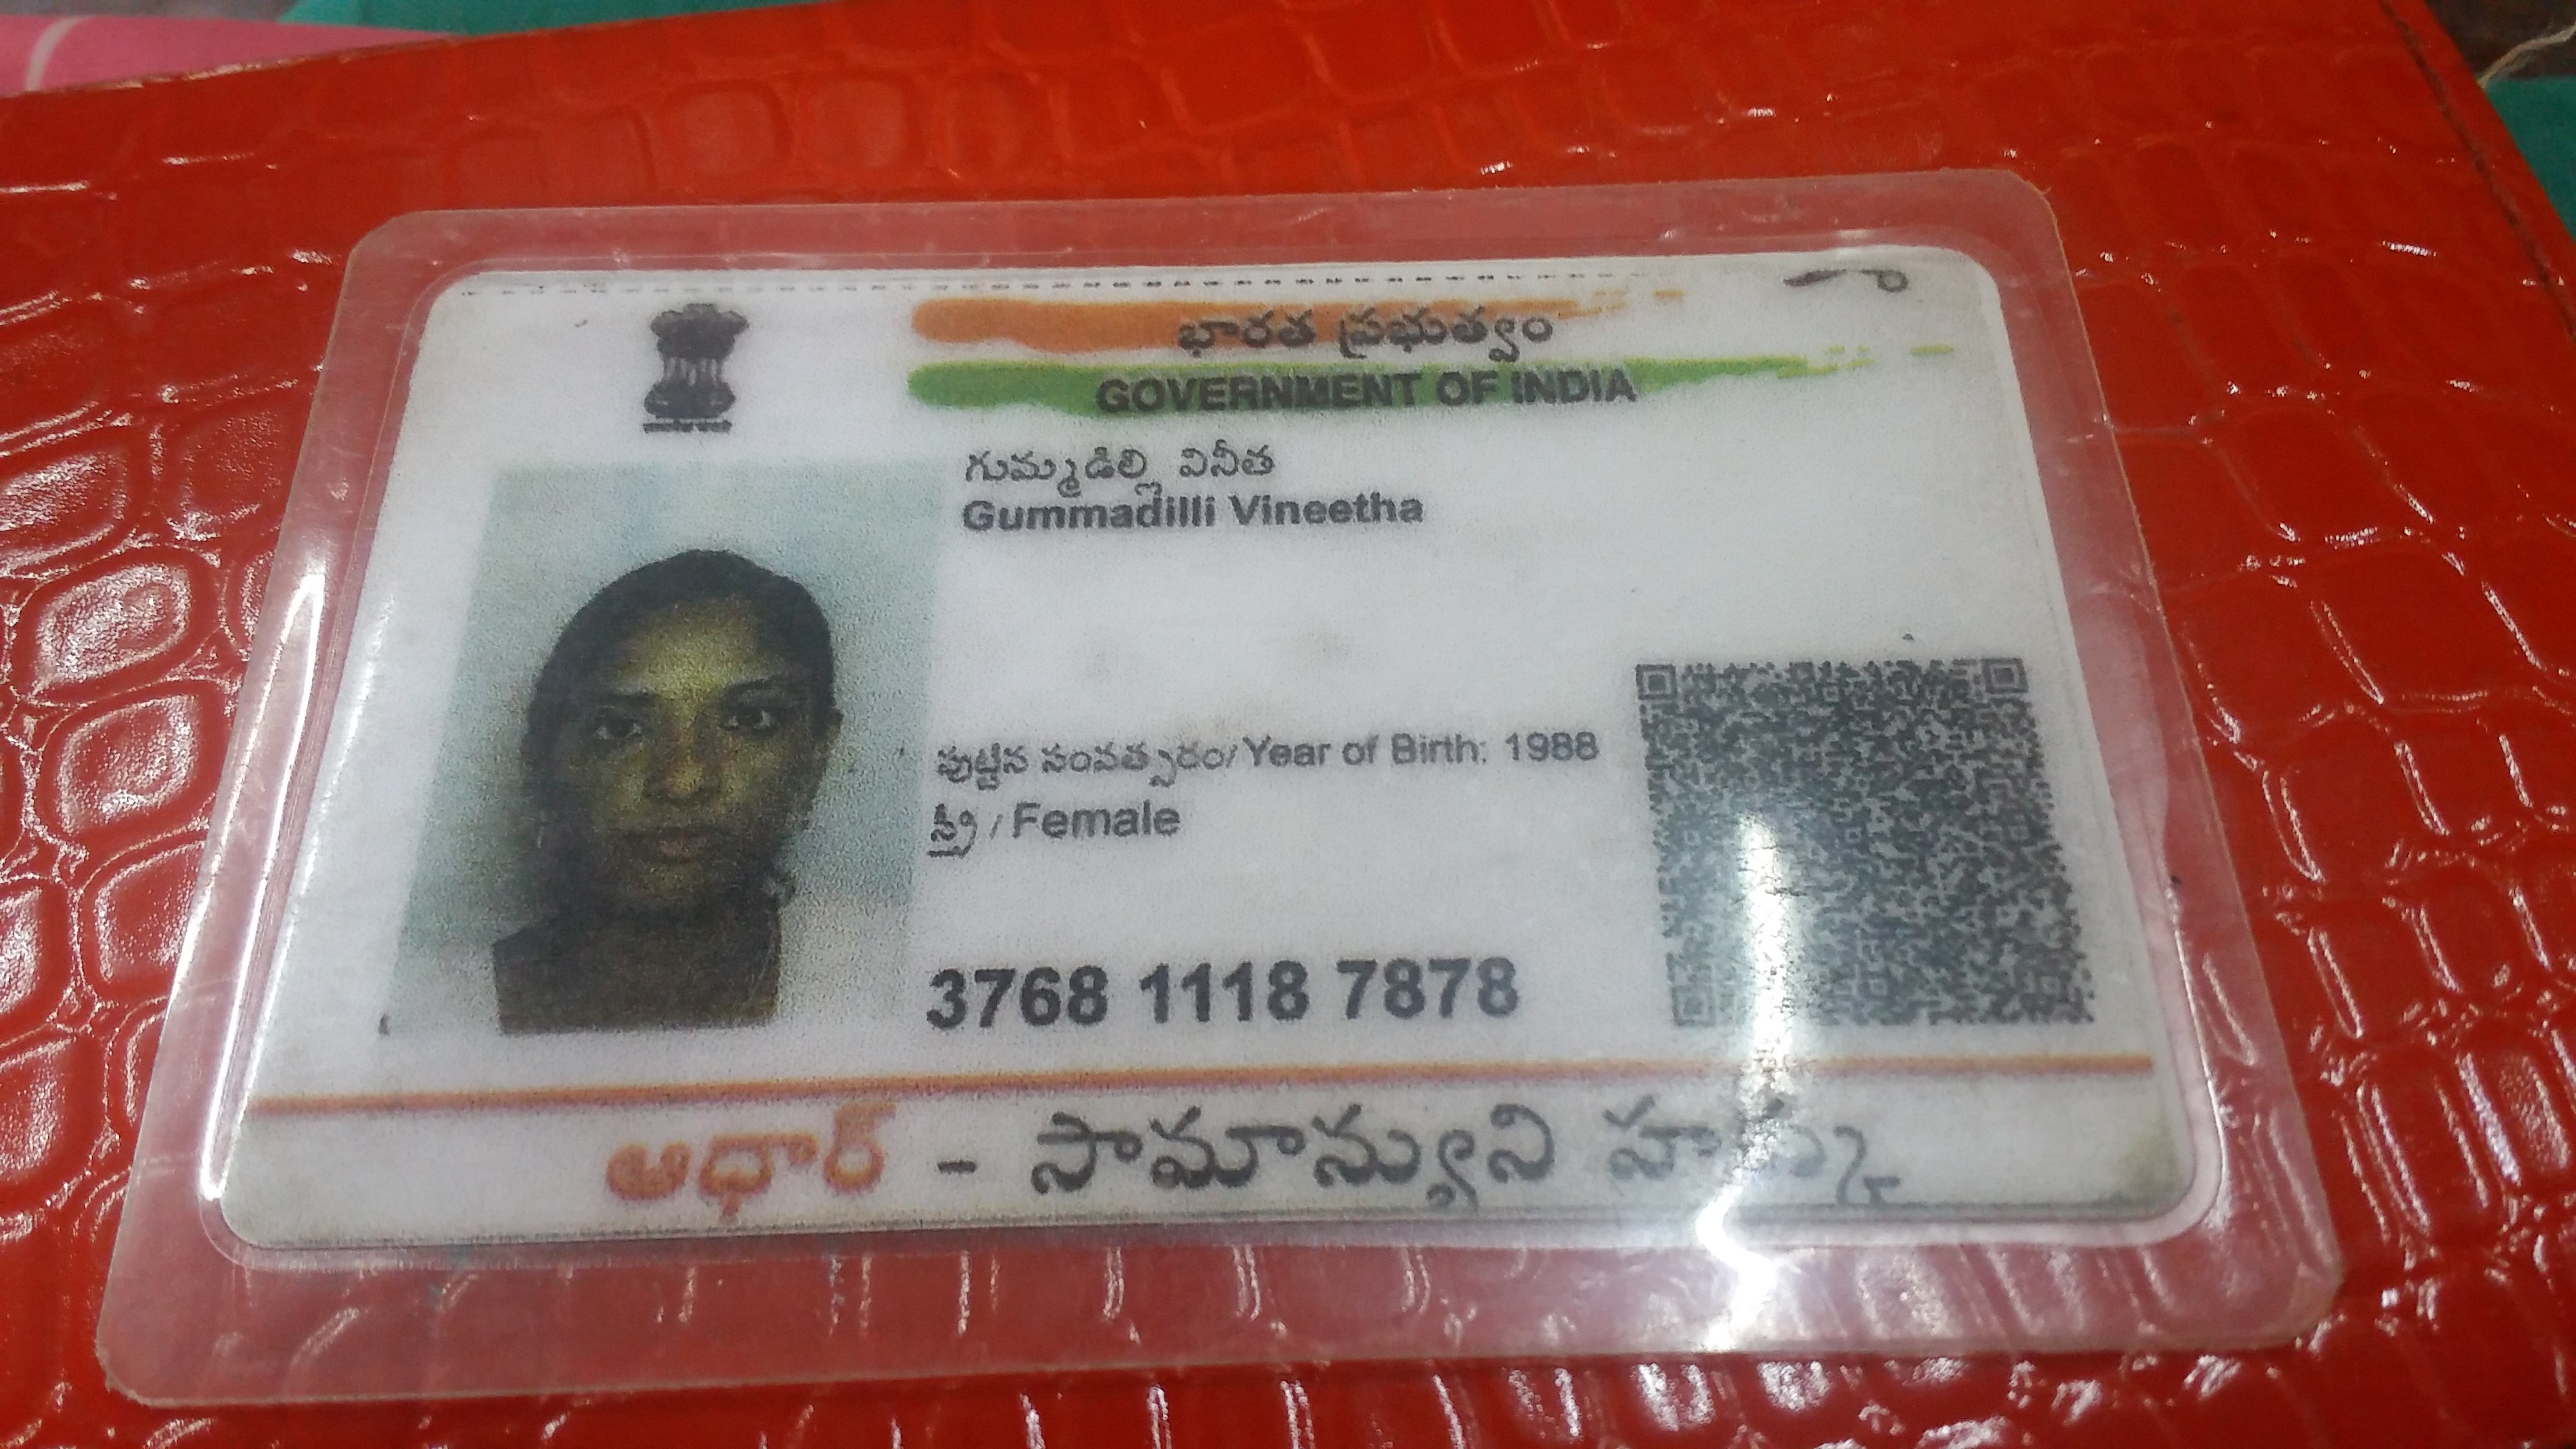 భారత ప్రభుత్వం
GOVERNMENT OF INDIA
గుమ్మడిల్లి వినీత
Gummadilli Vineetha
పుట్టిన సంవత్సరం/ Year of Birth: 1988
స్త్రీ / Female
3768 1118 7878
ఆధార్ - సామాన్యుని హక్కు